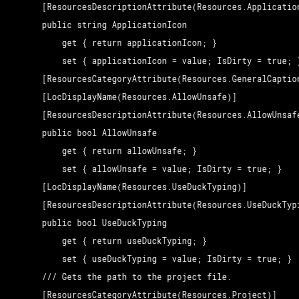 [ResourcesDescriptionAttribute(Resources.Application
public string ApplicationIcon
get { return applicationIcon; }
set { applicationIcon = value; IsDirty = true; }
[ResourcesCategoryAttribute(Resources.GeneralCaption
[LocDisplayName(Resources.AllowUnsafe)]
[ResourcesDescriptionAttribute(Resources.AllowUnsafe
public bool AllowUnsafe
get { return allowUnsafe; }
set { allowUnsafe = value; IsDirty = true; }
[LocDisplayName(Resources.UseDuckTyping)]
[ResourcesDescriptionAttribute(Resources.UseDuckTypi
public bool UseDuckTyping
get { return useDuckTyping; }
set { useDuckTyping = value; IsDirty = true; }
/// Gets the path to the project file.
[ResourcesCategoryAttribute(Resources.Project)]